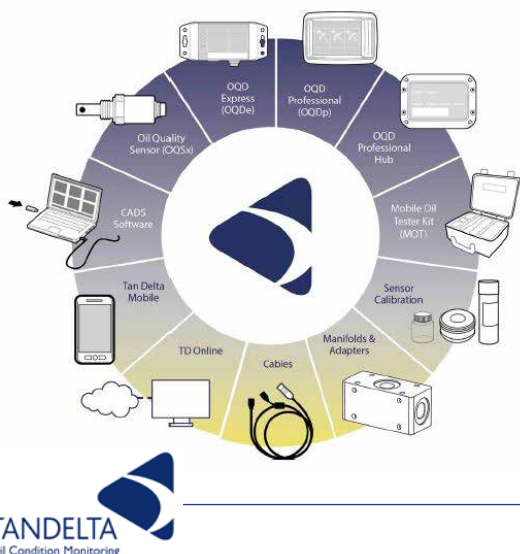 OQD
Express
(OQDe)
OQD
Professional
(OQDp)
OQD
Professional
Hub
Mobile Oil
Tester Kit
(MOT)
Sensor
Calibration
Manifolds &
Adapters
Cables
TD Online
Tan Delta
Mobile
CADS
Software
Oil Quality
Sensor (OQSx)
TANDELTA
Oil Condition Monitoring